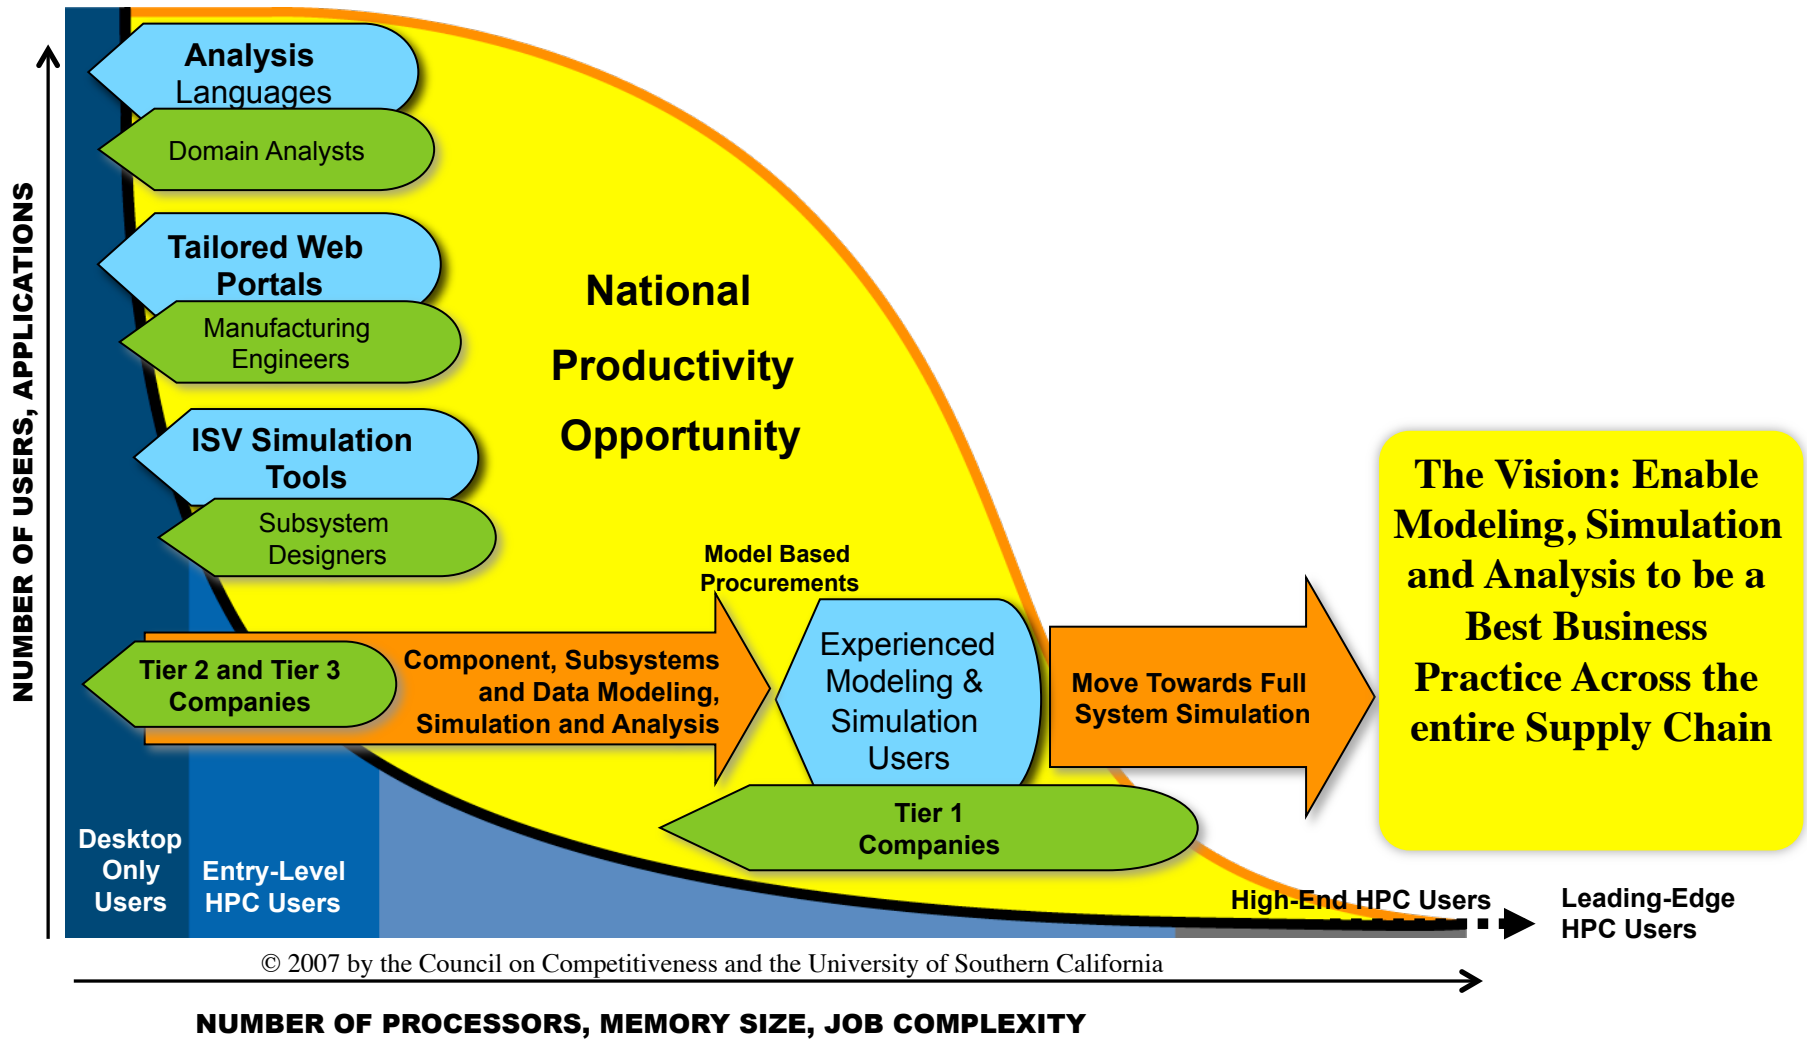 NUMBER OF USERS, APPLICATIONS
Analysis
Languages
Domain Analysts
Tailored Web
Portals
Manufacturing
Engineers
ISV Simulation
Tools
Subsystem
Designers
National
Productivity
Opportunity
Model Based
Procurements
Tier 2 and Tier 3
Companies
Component, Subsystems
and Data Modeling,
Simulation and Analysis
Experienced
Modeling &
Simulation
Users
Tier 1
Companies
Move Towards Full
System Simulation
The Vision: Enable
Modeling, Simulation
and Analysis to be a
Best Business
Practice Across the
entire Supply Chain
Desktop
Only
Users
Entry-Level
HPC Users
High-End HPC Users
Leading-Edge
HPC Users
© 2007 by the Council on Competitiveness and the University of Southern California
NUMBER OF PROCESSORS, MEMORY SIZE, JOB COMPLEXITY